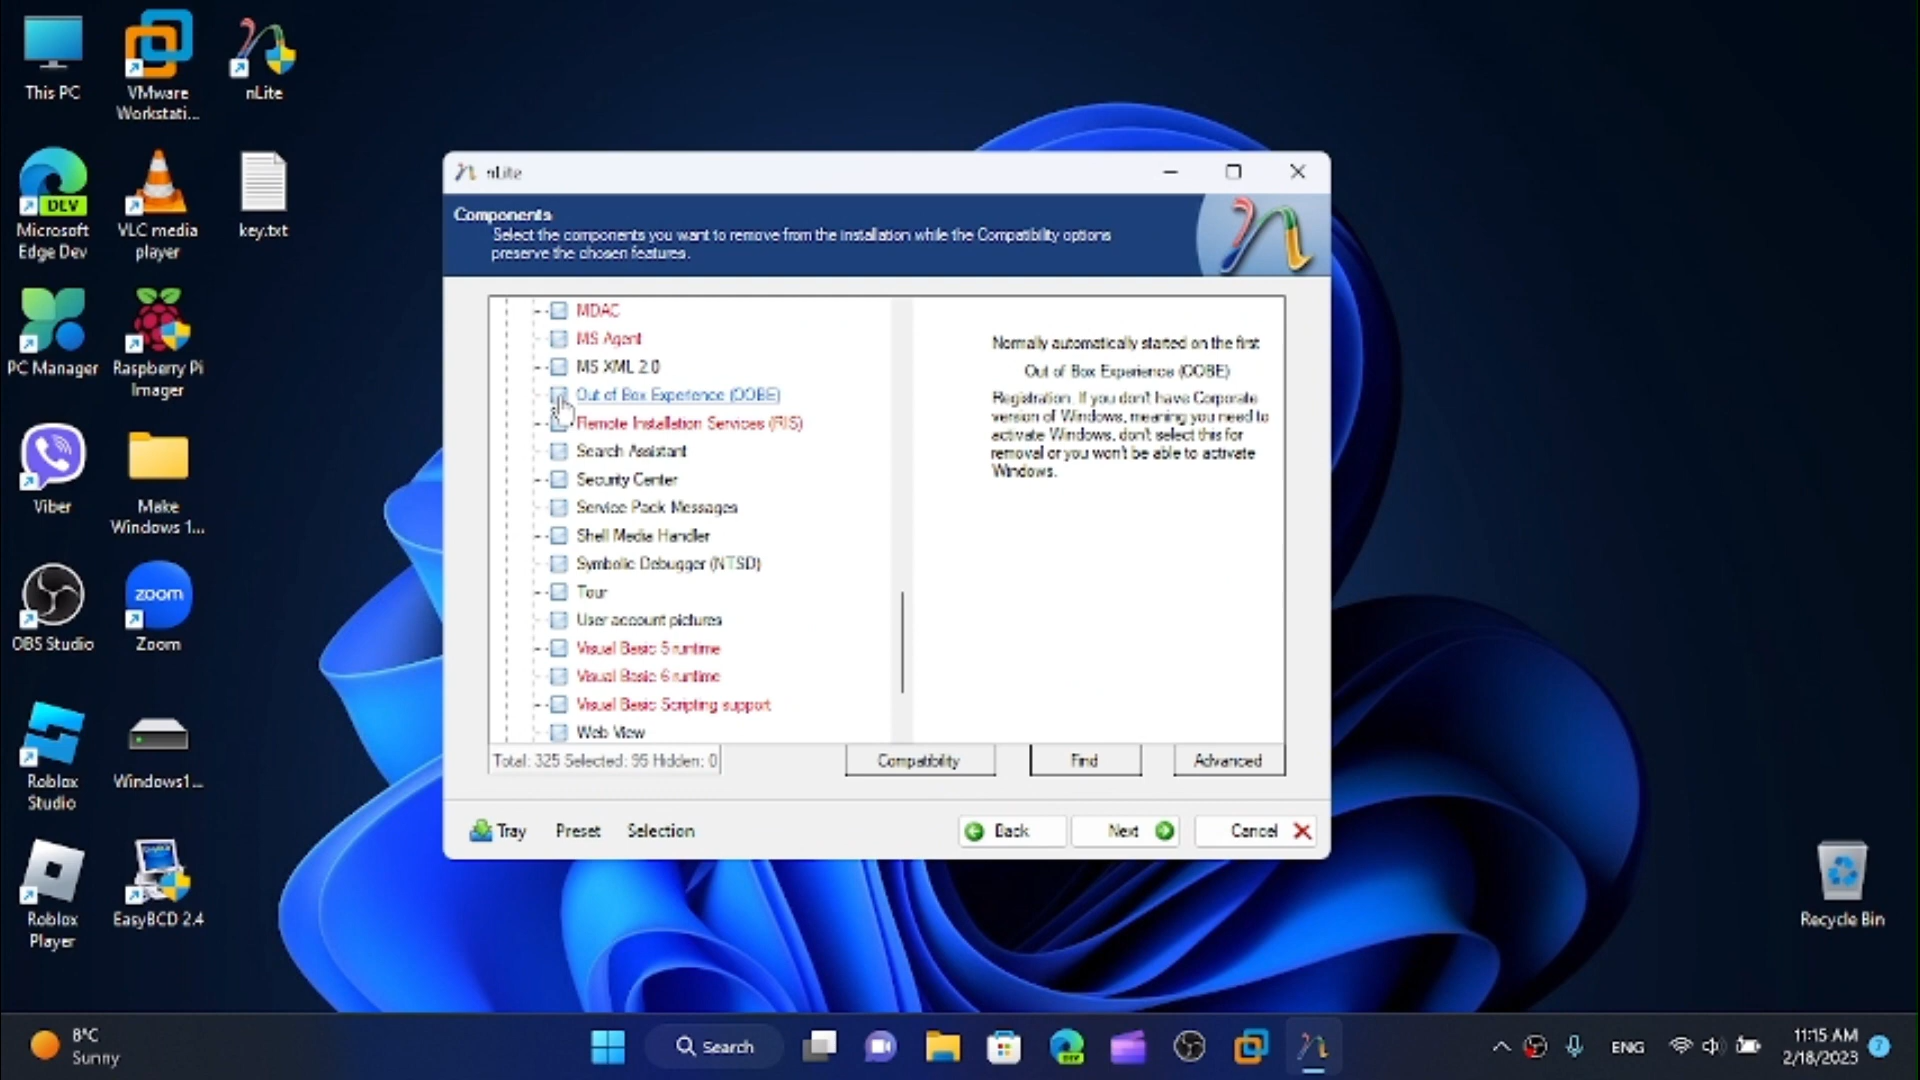 This PC
VMware
Workstati...
nLite
DEV
Microsoft
Edge Dev
VLC media
player
key.txt
PC Manager
Raspberry Pi
Imager
Viber
Make
Windows 1...
OBS Studio
zoom
Zoom
Roblox
Studio
Windows1...
Roblox
Player
EasyBCD 2.4
Recycle Bin
nLite
Components
Select the components you want to remove from the installation while the Compatibility options
preserve the chosen features.
MDAC
MS Agent
MS XML 2.0
Out of Box Experience (OOBE)
Remote Installation Services (RIS)
Search Assistant
Security Center
Service Pack Messages
Shell Media Handler
Symbolic Debugger (NTSD)
Tour
User account pictures
Visual Basic 5 runtime
Visual Basic 6 runtime
Visual Basic Scripting support
Web View
Normally automatically started on the first
Out of Box Experience (OOBE)
Registration. If you don't have Corporate
version of Windows, meaning you need to
activate Windows, don't select this for
removal or you won't be able to activate
Windows.
Total: 325 Selected: 95 Hidden: 0
Compatibility
Find
Advanced
Tray
Preset
Selection
Back
Next
Cancel
8°C
Sunny
Search
DEV
ENG
11:15 AM
2/18/2023
7